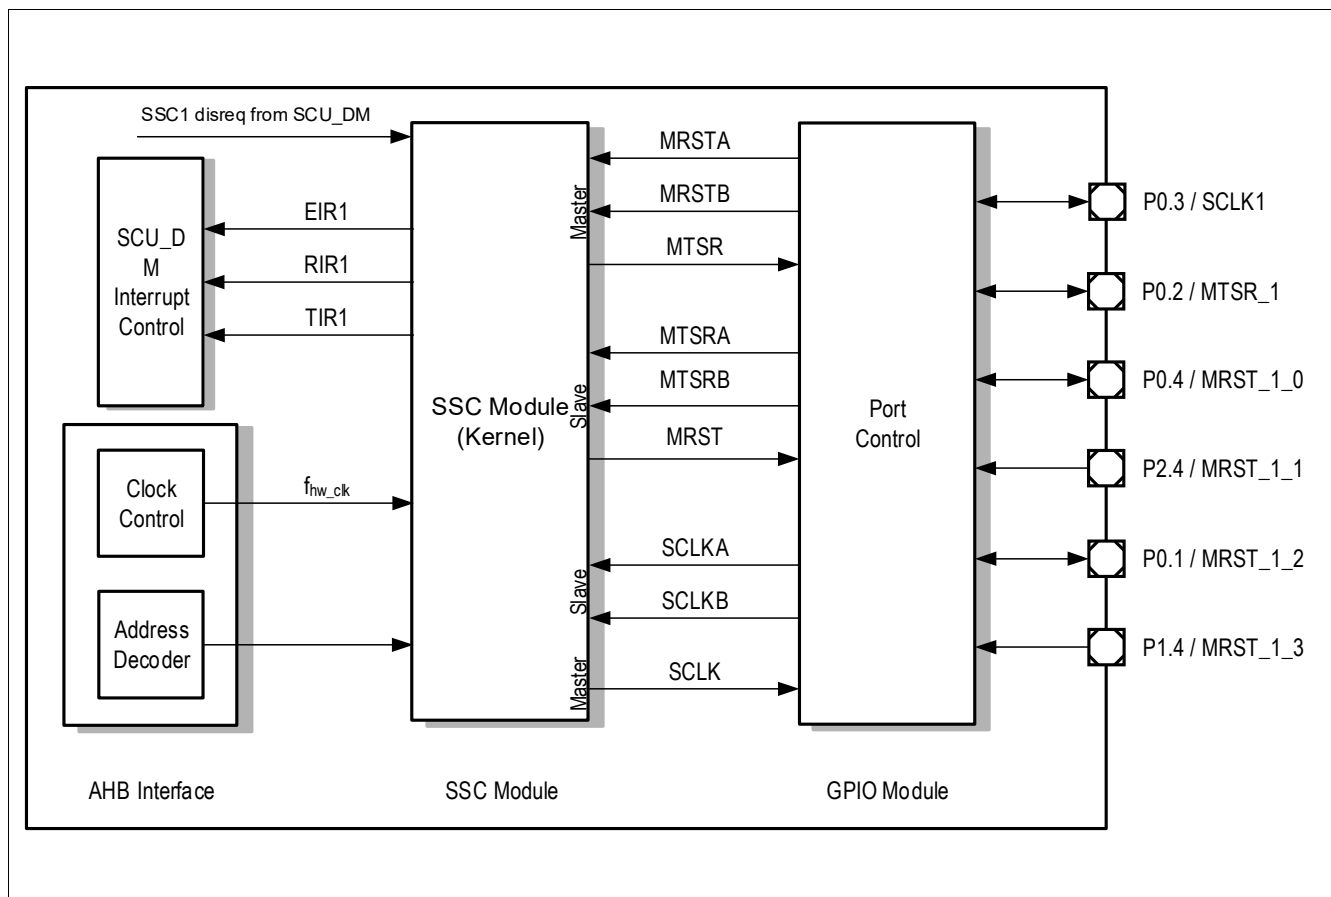 SSC1 disreq from SCU_DM
SCU_D
M
Interrupt
Control
EIR1
RIR1
TIR1
Clock
Control
fhw_clk
Address
Decoder
AHB Interface
SSC Module
(Kernel)
Master
Slave
Slave
Master
SSC Module
MRSTA
MRSTB
MTSR
MTSRA
MTSRB
MRST
SCLKA
SCLKB
SCLK
Port
Control
GPIO Module
P0.3 / SCLK1
P0.2 / MTSR_1
P0.4 / MRST_1_0
P2.4 / MRST_1_1
P0.1 / MRST_1_2
P1.4 / MRST_1_3